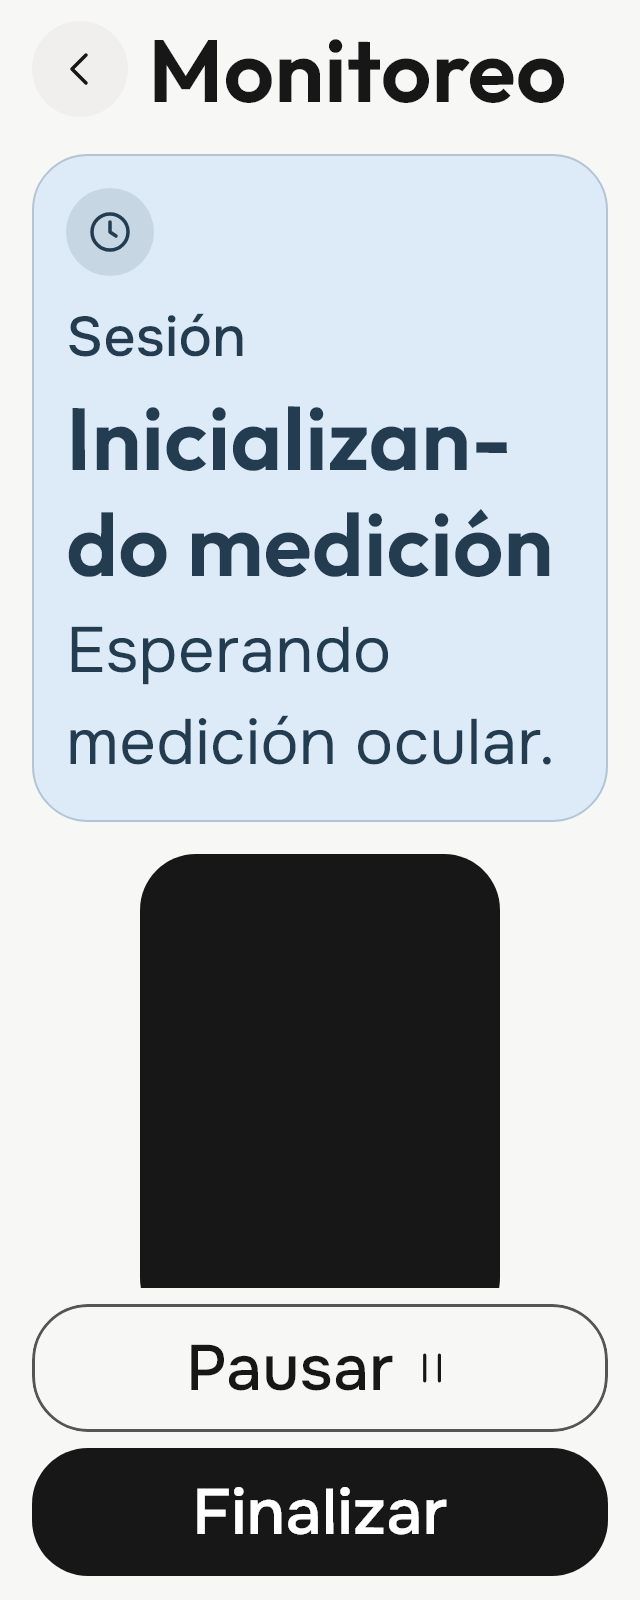 Monitoreo
Sesión
Inicializan-
do medición
Esperando
medición ocular.
Pausar
Finalizar